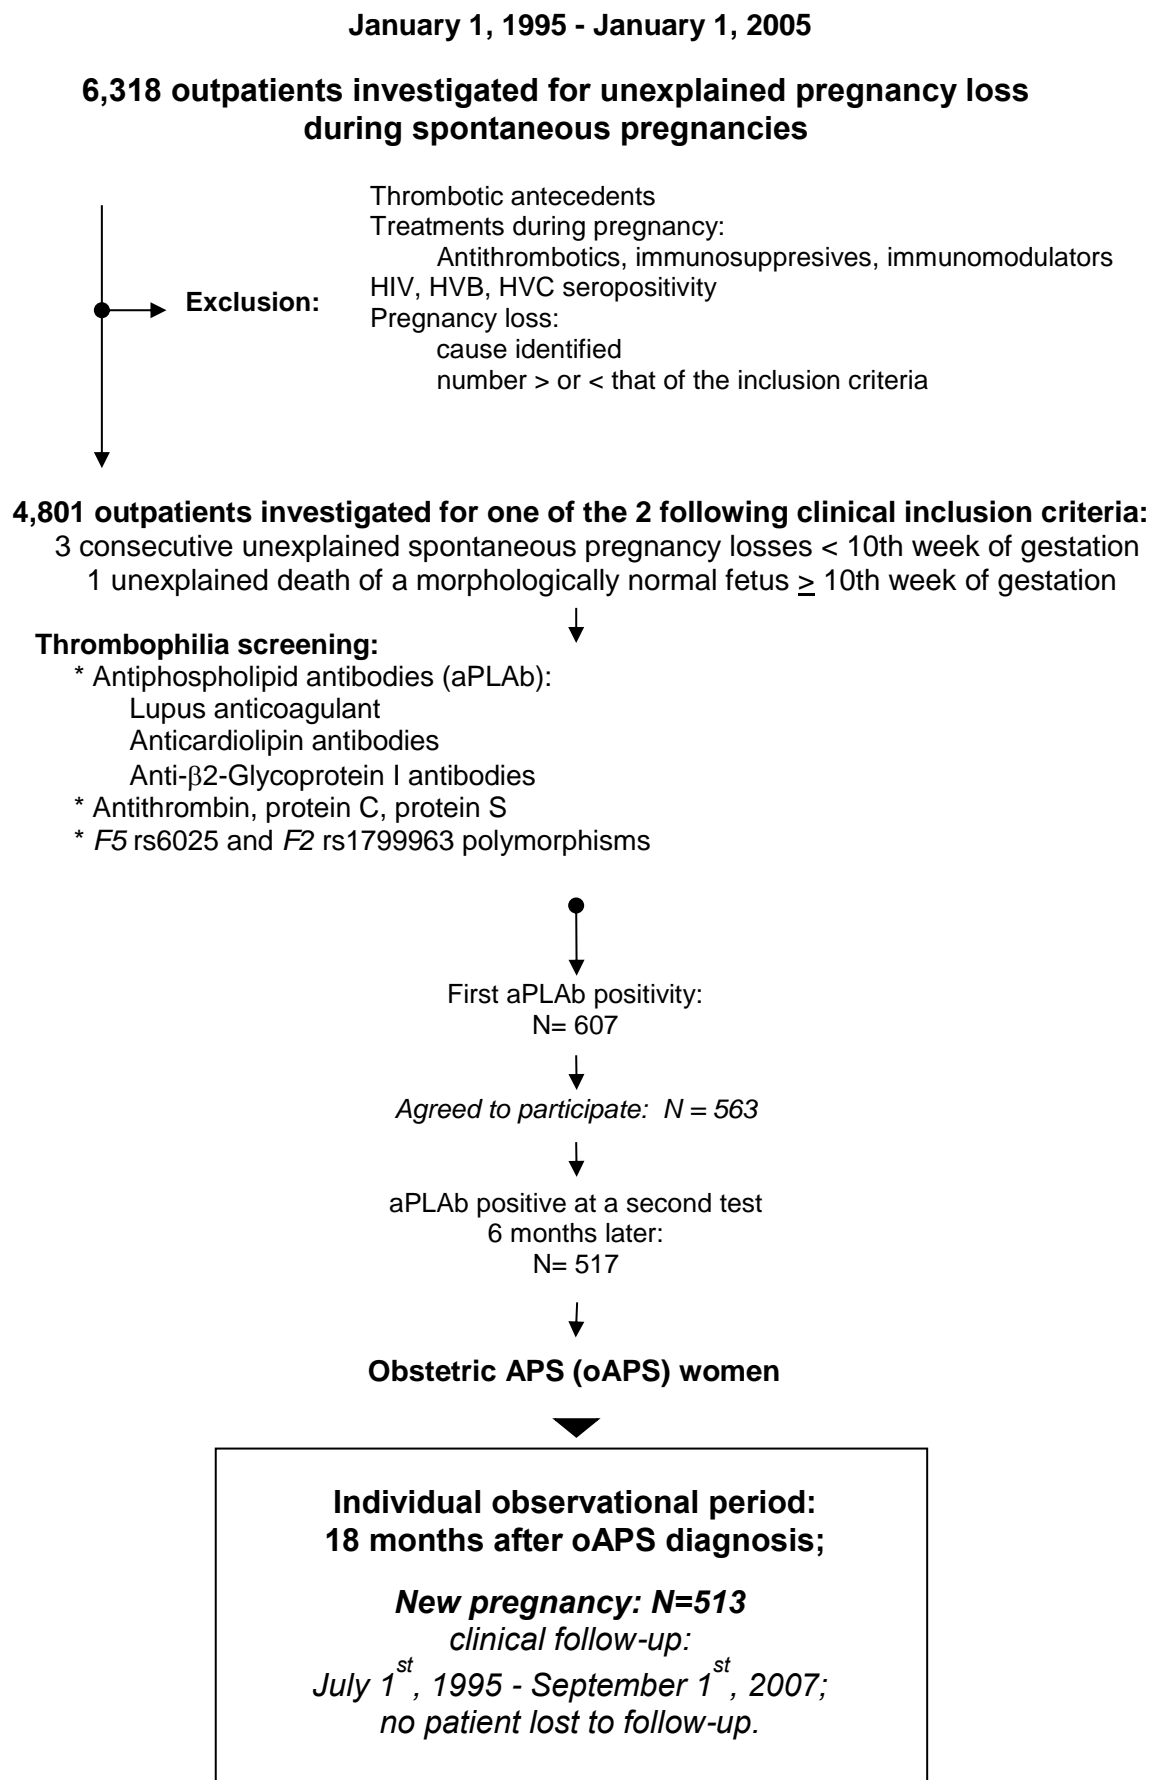 January 1, 1995 - January 1, 2005
6,318 outpatients investigated for unexplained pregnancy loss
during spontaneous pregnancies
Thrombotic antecedents
Treatments during pregnancy:
Antithrombotics, immunosuppresives, immunomodulators
HIV, HVB, HVC seropositivity
Exclusion:
Pregnancy loss:
cause identified
number > or < that of the inclusion criteria
4,801 outpatients investigated for one of the 2 following clinical inclusion criteria:
3 consecutive unexplained spontaneous pregnancy losses < 10th week of gestation
1 unexplained death of a morphologically normal fetus ≥ 10th week of gestation
Thrombophilia screening:
* Antiphospholipid antibodies (aPLAb):
Lupus anticoagulant
Anticardiolipin antibodies
Anti-β2-Glycoprotein I antibodies
* Antithrombin, protein C, protein S
* F5 rs6025 and F2 rs1799963 polymorphisms
First aPLAb positivity:
N= 607
Agreed to participate: N = 563
aPLAb positive at a second test
6 months later:
N= 517
Obstetric APS (oAPS) women
Individual observational period:
18 months after oAPS diagnosis;
New pregnancy: N=513
clinical follow-up:
July 1st, 1995 - September 1st, 2007;
no patient lost to follow-up.